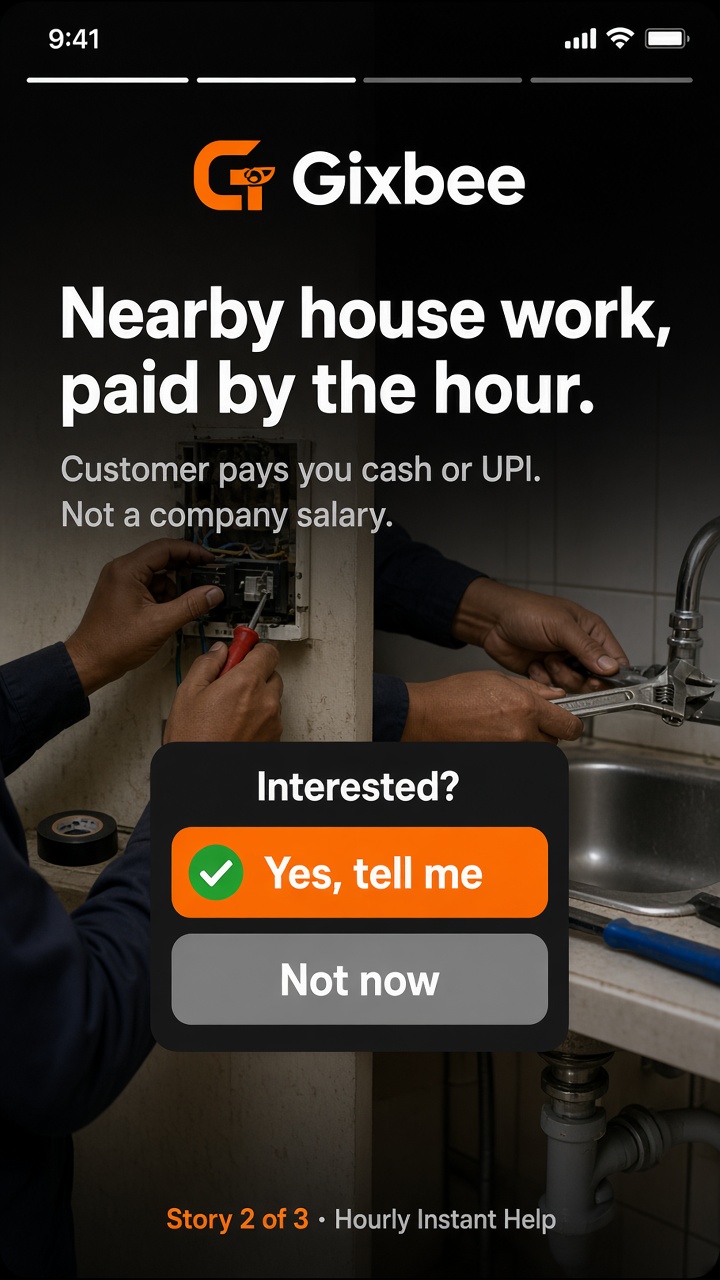 9:41
Gixbee
Nearby house work,
paid by the hour.
Customer pays you cash or UPI.
Not a company salary.
Interested?
Yes, tell me
Not now
Story 2 of 3 • Hourly Instant Help